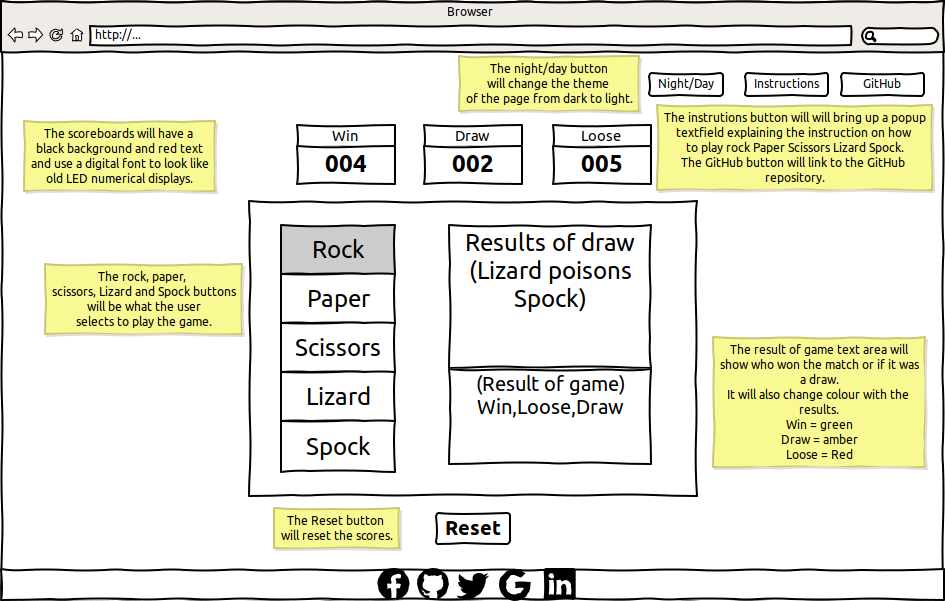 Browser
http://...
The night/day button
will change the theme
of the page from dark to light.
Night/Day
Instructions
GitHub
The instrutions button will will bring up a popup
textfield explaining the instruction on how
to play rock Paper Scissors Lizard Spock.
The GitHub button will link to the GitHub
repository.
The scoreboards will have a
black background and red text
and use a digital font to look like
old LED numerical displays.
Win
004
Draw
002
Loose
005
The rock, paper,
scissors, Lizard and Spock buttons
will be what the user
selects to play the game.
Rock
Paper
Scissors
Lizard
Spock
Results of draw
(Lizard poisons
Spock)
(Result of game)
Win,Loose,Draw
The result of game text area will
show who won the match or if it was
a draw.
It will also change colour with the
results.
Win = green
Draw = amber
Loose = Red
The Reset button
will reset the scores.
Reset